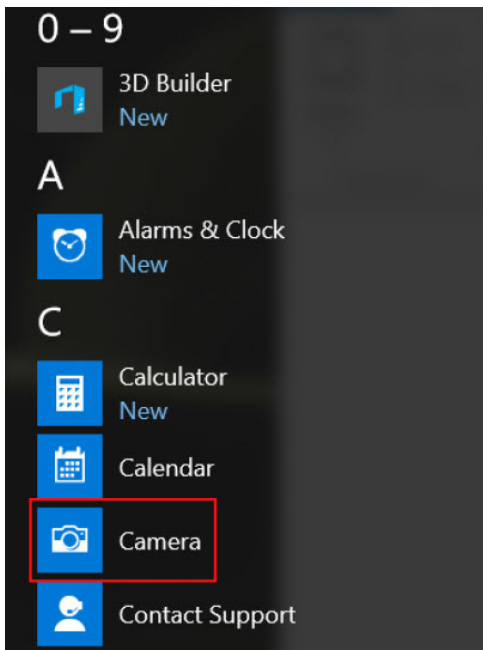 0 – 9
3D Builder
New
A
Alarms & Clock
New
C
Calculator
New
Calendar
Camera
Contact Support